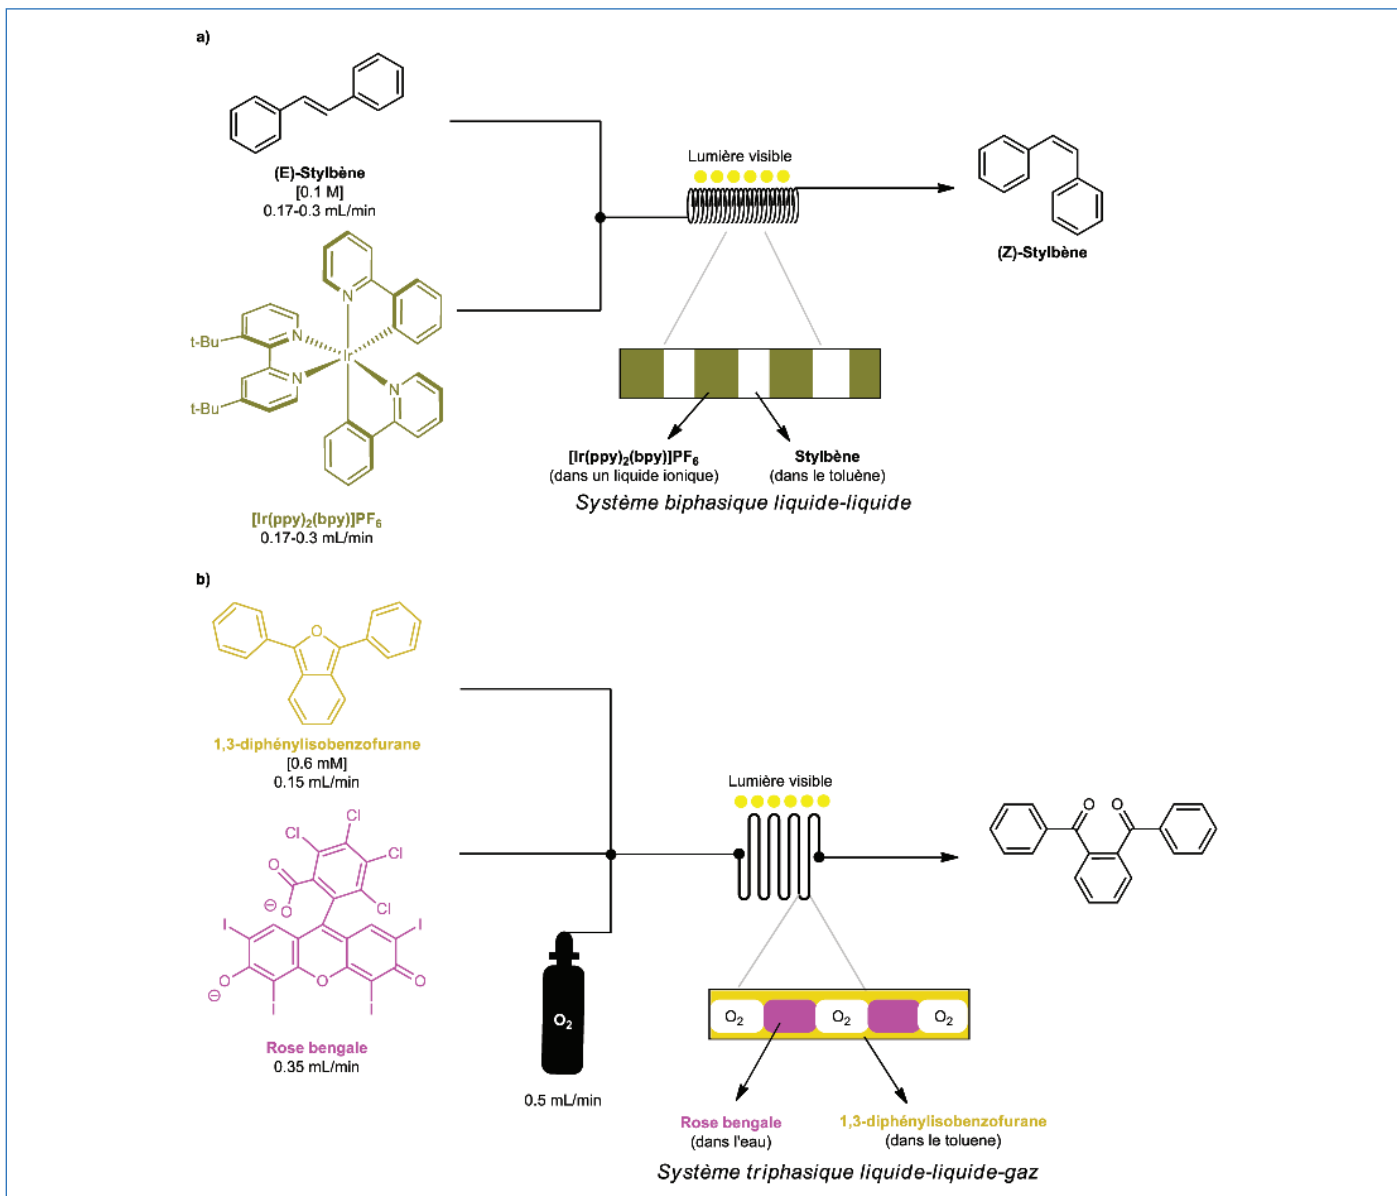 a)
(E)-Stylbène
[0.1 M]
0.17-0.3 mL/min
Lumière visible
(Z)-Stylbène
t-Bu
t-Bu
N
N
N
N
Ir
[Ir(ppy)₂(bpy)]PF₆
0.17-0.3 mL/min
[Ir(ppy)₂(bpy)]PF₆
(dans un liquide ionique)
Stylbène
(dans le toluène)
Système biphasique liquide-liquide
b)
O
1,3-diphénylisobenzofurane
[0.6 mM]
0.15 mL/min
Cl
Cl
Cl
Cl
O
⊖
O
I
I
O
⊖
I
O
I
O
Rose bengale
0.35 mL/min
O₂
0.5 mL/min
Lumière visible
O
O
O₂
O₂
O₂
Rose bengale
(dans l'eau)
1,3-diphénylisobenzofurane
(dans le toluene)
Système triphasique liquide-liquide-gaz